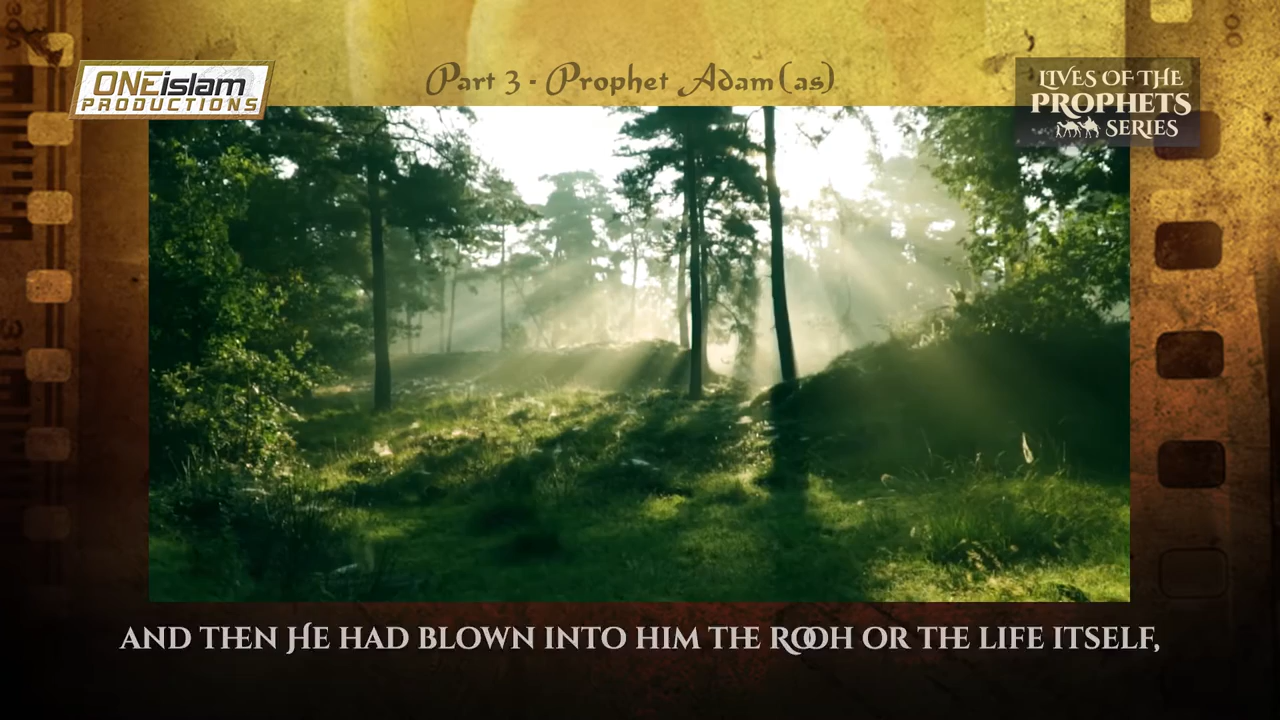 ONEislam
PRODUCTIONS
Part 3 - Prophet Adam (as)
LIVES OF THE
PROPHETS
SERIES
AND THEN HE HAD BLOWN INTO HIM THE ROOH OR THE LIFE ITSELF,